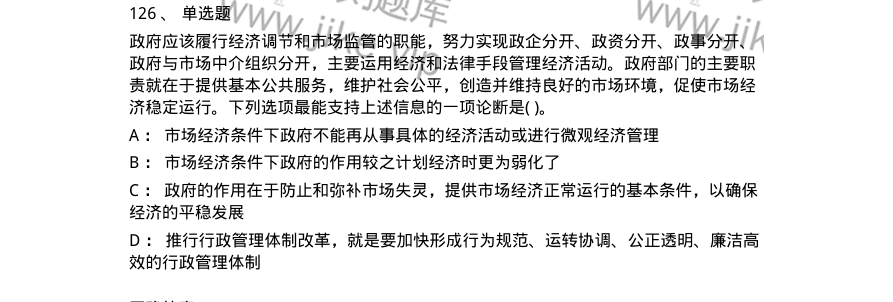 126 、 单选题
政府应该履行经济调节和市场监管的职能，努力实现政企分开、政资分开、政事分开、
政府与市场中介组织分开，主要运用经济和法律手段管理经济活动。政府部门的主要职
责就在于提供基本公共服务，维护社会公平，创造并维持良好的市场环境，促使市场经
济稳定运行。下列选项最能支持上述信息的一项论断是( )。
A ： 市场经济条件下政府不能再从事具体的经济活动或进行微观经济管理
B ： 市场经济条件下政府的作用较之计划经济时更为弱化了
C ： 政府的作用在于防止和弥补市场失灵，提供市场经济正常运行的基本条件，以确保
经济的平稳发展
D ： 推行行政管理体制改革，就是要加快形成行为规范、运转协调、公正透明、廉洁高
效的行政管理体制